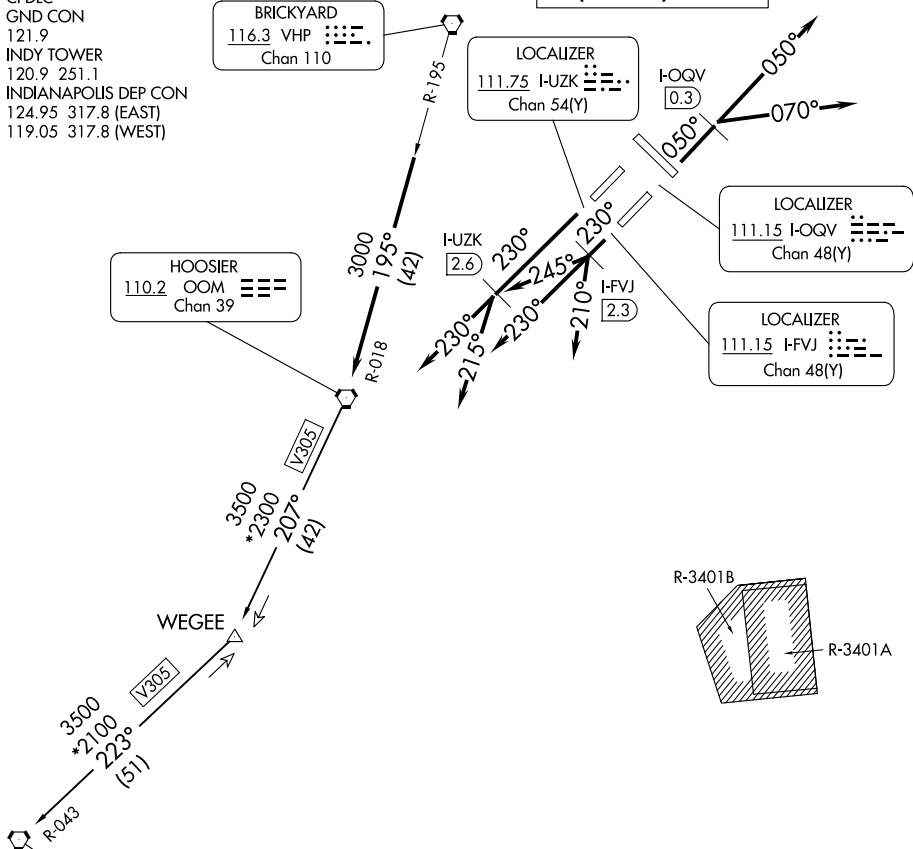 GND CON
121.9
INDY TOWER
120.9 251.1
INDIANAPOLIS DEP CON
124.95 317.8 (EAST)
119.05 317.8 (WEST)
BRICKYARD
116.3 VHP
Chan 110
R-195
LOCALIZER
111.75 I-UZK
Chan 54(Y)
I-OQV
0.3
050°
070°
050°
LOCALIZER
111.15 I-OQV
Chan 48(Y)
LOCALIZER
111.15 I-FVJ
Chan 48(Y)
I-UZK
2.6
230°
230°
245°
I-FVJ
2.3
230°
215°
230°
210°
3000
195°
(42)
HOOSIER
110.2 OOM
Chan 39
R-018
V305
3500
*2300
207°
(42)
WEGEE
V305
3500
*2100
223°
(51)
R-043
R-3401B
R-3401A